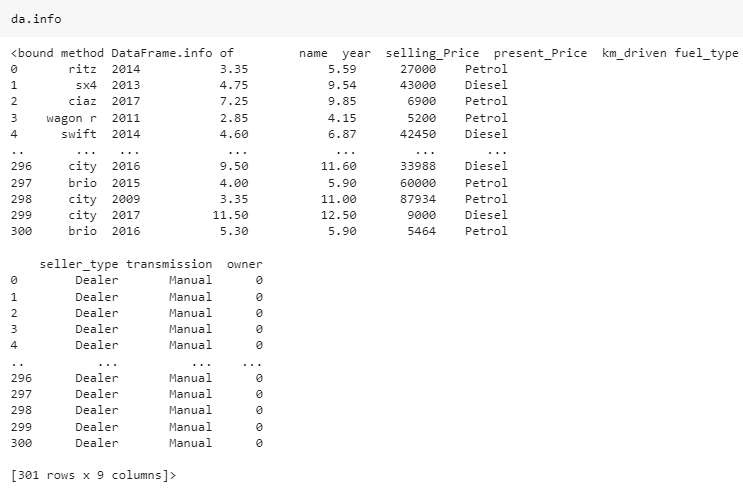 da.info
<bound method DataFrame.info of name year selling_Price present_Price km_driven fuel_type
0 ritz 2014 3.35 5.59 27000 Petrol
1 sx4 2013 4.75 9.54 43000 Diesel
2 ciaz 2017 7.25 9.85 6900 Petrol
3 wagon r 2011 2.85 4.15 5200 Petrol
4 swift 2014 4.60 6.87 42450 Diesel
.. ... ... ... ... ... ...
296 city 2016 9.50 11.60 33988 Diesel
297 brio 2015 4.00 5.90 60000 Petrol
298 city 2009 3.35 11.00 87934 Petrol
299 city 2017 11.50 12.50 9000 Diesel
300 brio 2016 5.30 5.90 5464 Petrol
seller_type transmission owner
0 Dealer Manual 0
1 Dealer Manual 0
2 Dealer Manual 0
3 Dealer Manual 0
4 Dealer Manual 0
.. ... ... ...
296 Dealer Manual 0
297 Dealer Manual 0
298 Dealer Manual 0
299 Dealer Manual 0
300 Dealer Manual 0
[301 rows x 9 columns]>